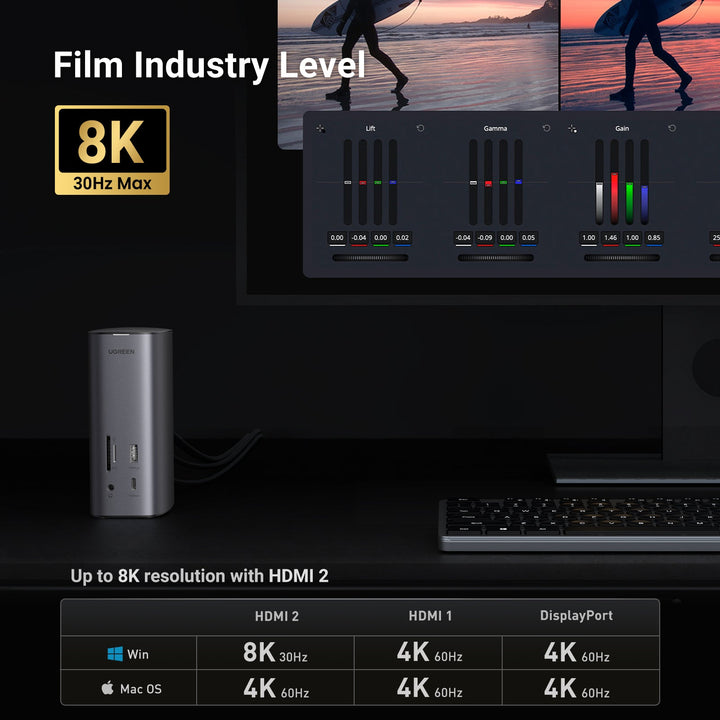 Film Industry Level
8K
30Hz Max
Lift
Gamma
Gain
0.00 -0.04 0.00 0.02
-0.04 -0.09 0.00 0.05
1.00 1.46 1.00 0.85
25
UGREEN
Up to 8K resolution with HDMI 2
HDMI 2 HDMI 1 DisplayPort
Win 8K 30Hz 4K 60Hz 4K 60Hz
Mac OS 4K 60Hz 4K 60Hz 4K 60Hz